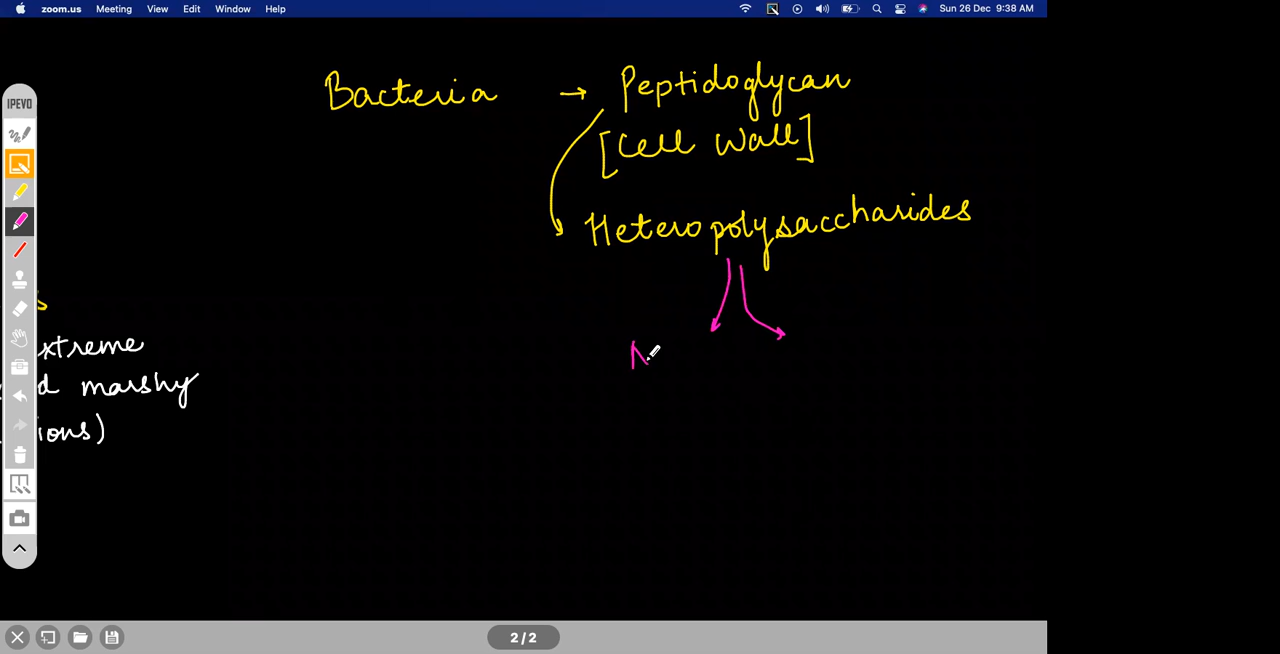 zoom.us Meeting View Edit Window Help Sun 26 Dec 9:38 AM
IPEVO
Bacteria → Peptidoglycan
[Cell Wall]
Heteropolysaccharides
N
xtreme
d marshy
ions)
2/2